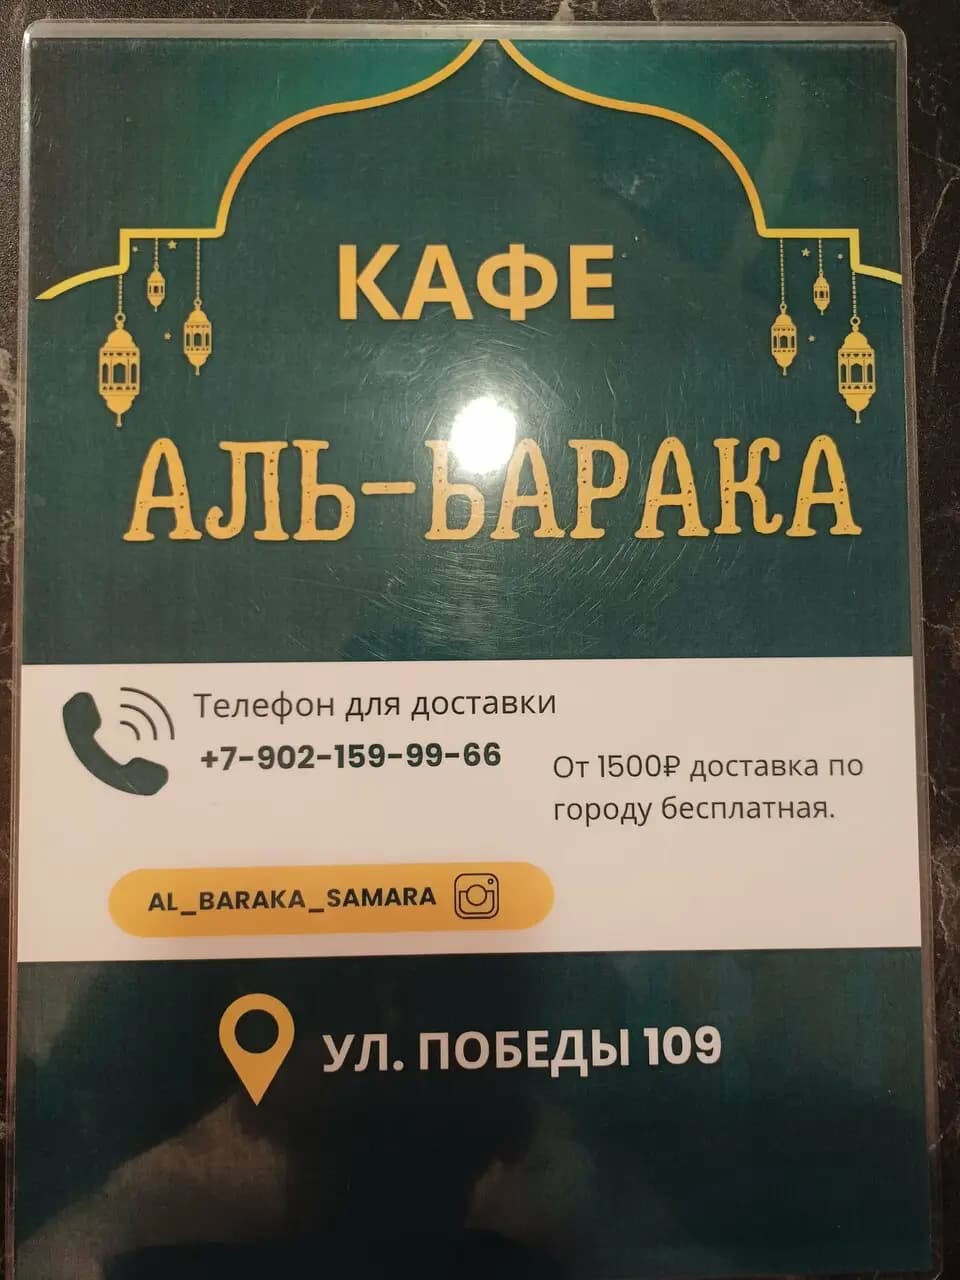 КАФЕ
АЛЬ-БАРАКА
Телефон для доставки
+7-902-159-99-66
От 1500₽ доставка по
городу бесплатная.
AL_BARAKA_SAMARA
УЛ. ПОБЕДЫ 109